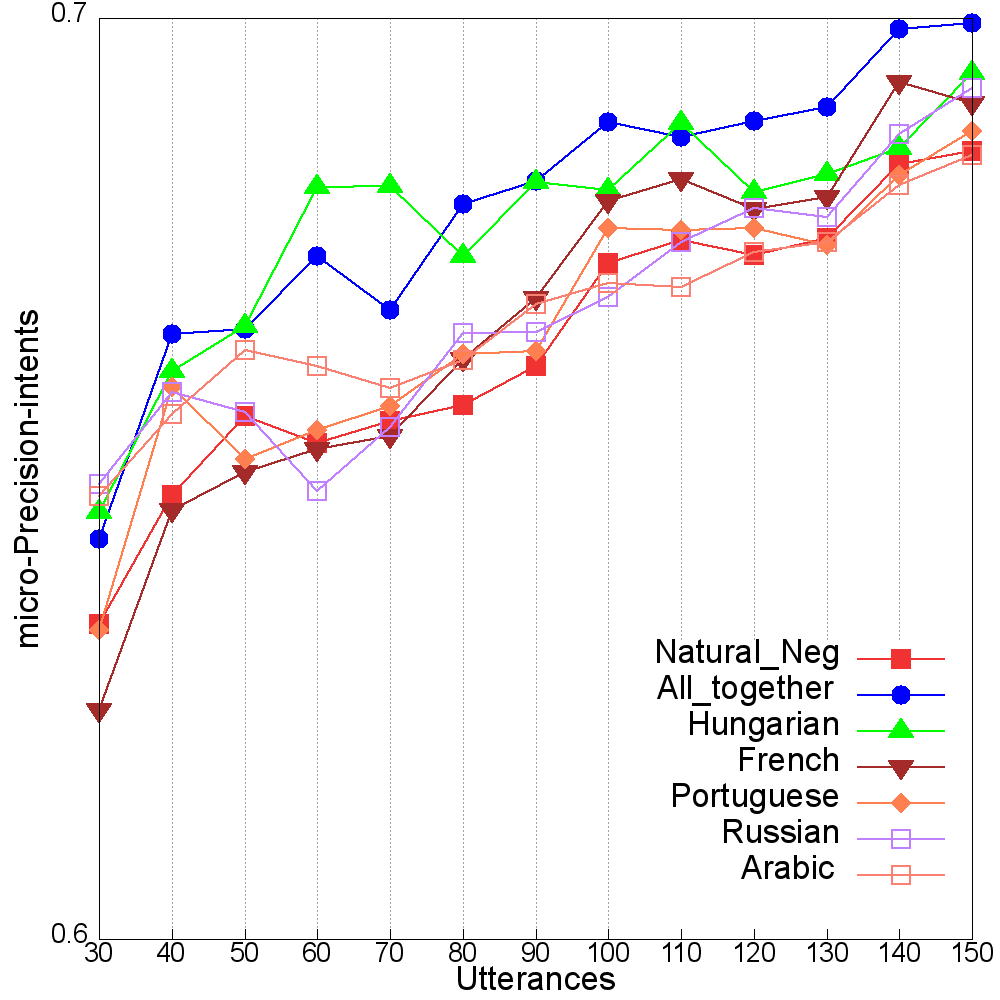 0.7
micro-Precision-intents
Natural_Neg
All_together
Hungarian
French
Portuguese
Russian
Arabic
0.6
30 40 50 60 70 80 90 100 110 120 130 140 150
Utterances